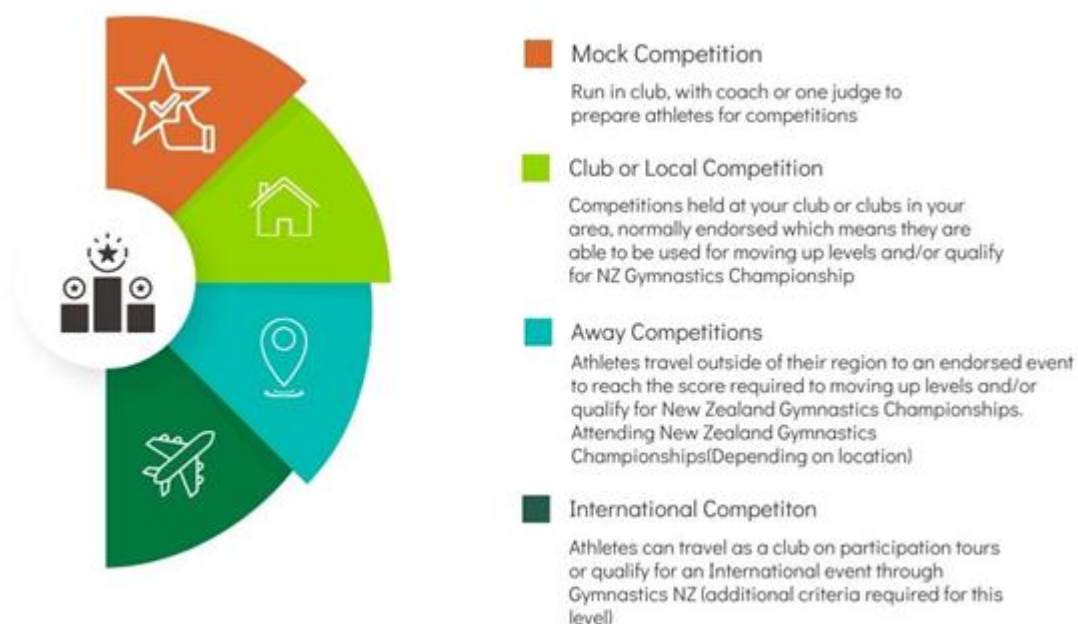 Mock Competition
Run in club, with coach or one judge to
prepare athletes for competitions
Club or Local Competition
Competitions held at your club or clubs in your
area, normally endorsed which means they are
able to be used for moving up levels and/or qualify
for NZ Gymnastics Championship
Away Competitions
Athletes travel outside of their region to an endorsed event
to reach the score required to moving up levels and/or
qualify for New Zealand Gymnastics Championships.
Attending New Zealand Gymnastics
Championships(Depending on location)
International Competiton
Athletes can travel as a club on participation tours
or qualify for an International event through
Gymnastics NZ (additional criteria required for this
level)